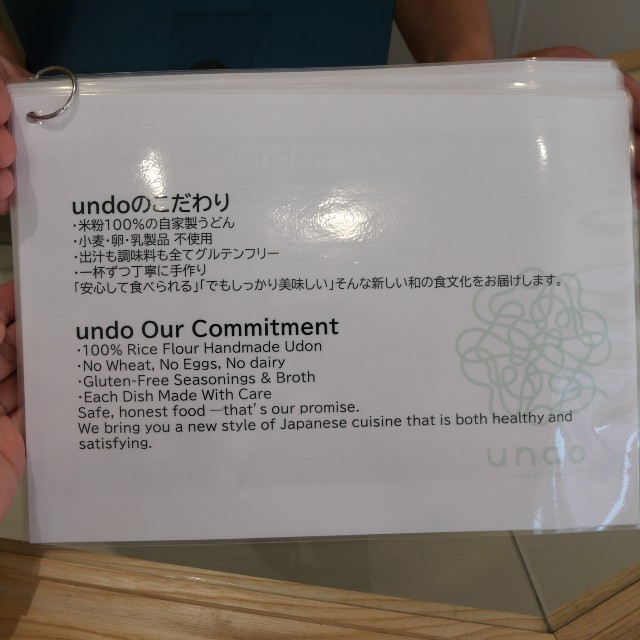 undoのこだわり
・米粉100%の自家製うどん
・小麦・卵・乳製品 不使用
・出汁も調味料も全てグルテンフリー
・一杯ずつ丁寧に手作り
「安心して食べられる」「でもしっかり美味しい」そんな新しい和の食文化をお届けします。
undo Our Commitment
・100% Rice Flour Handmade Udon
・No Wheat, No Eggs, No dairy
・Gluten-Free Seasonings & Broth
・Each Dish Made With Care
Safe, honest food —that's our promise.
We bring you a new style of Japanese cuisine that is both healthy and
satisfying.
undo